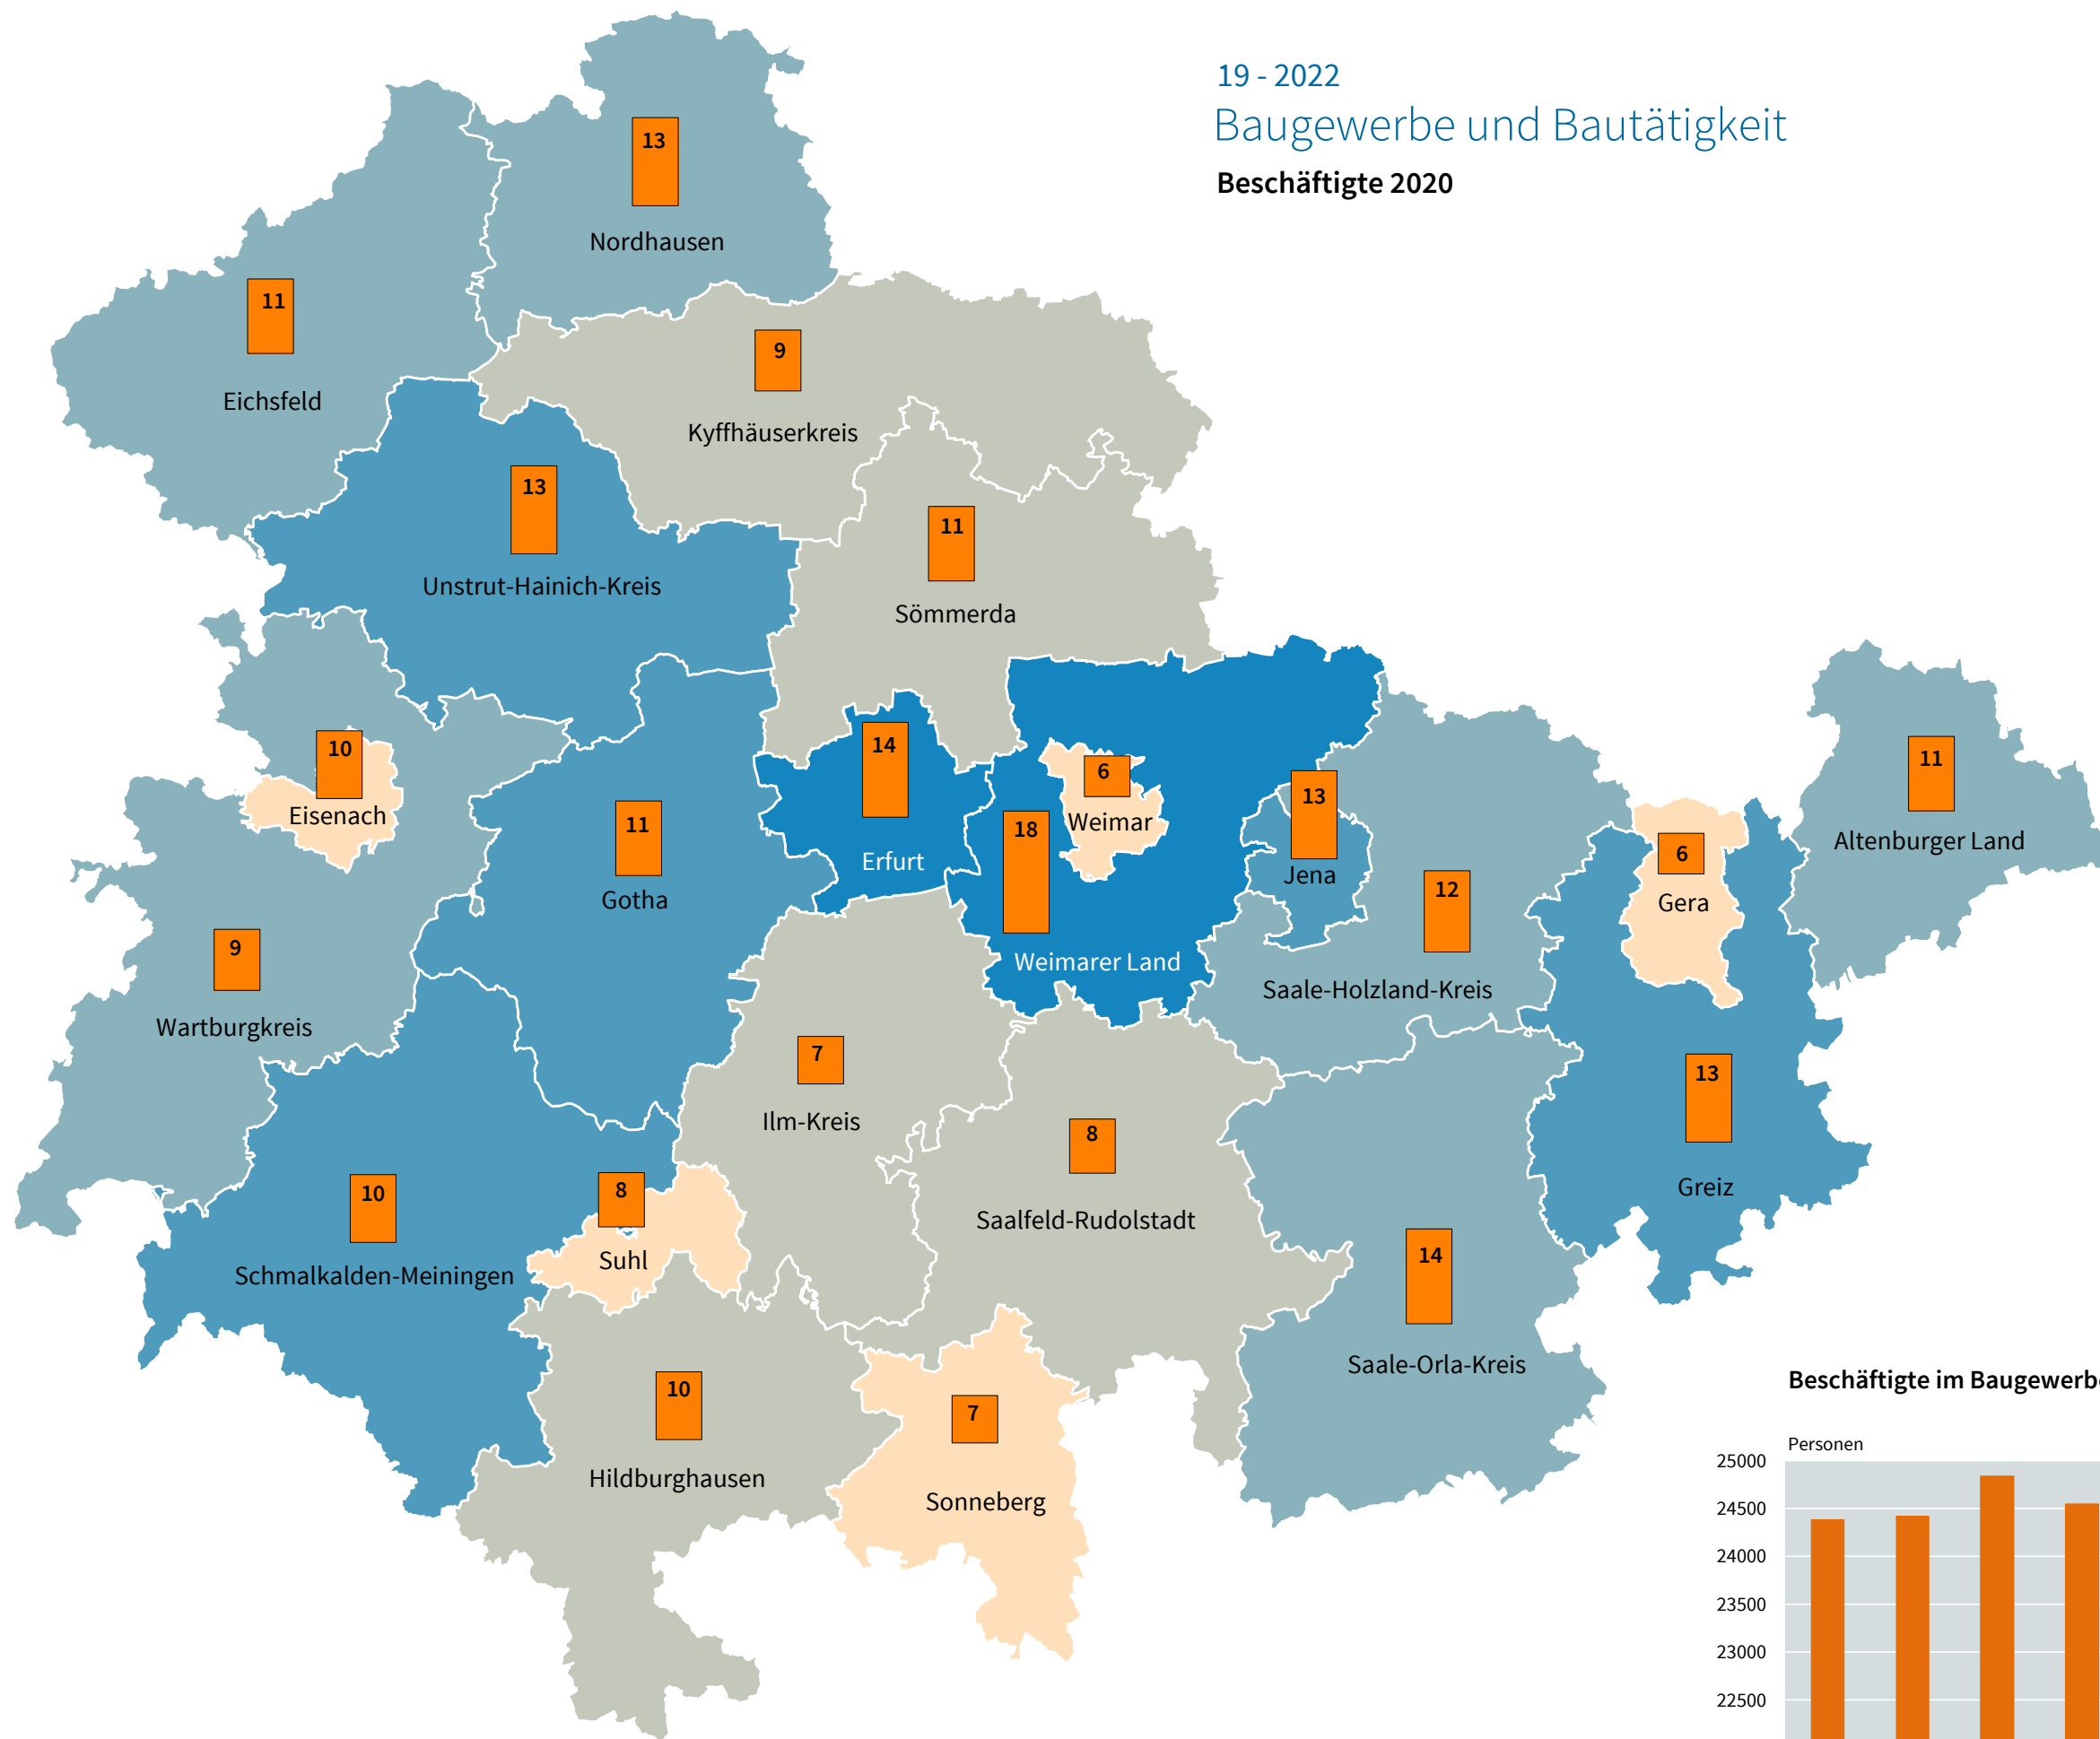 19 - 2022
Baugewerbe und Bautätigkeit
Beschäftigte 2020
13
Nordhausen
11
Eichsfeld
9
Kyffhäuserkreis
13
Unstrut-Hainich-Kreis
11
Sömmerda
10
Eisenach
14
Erfurt
6
Weimar
18
Weimarer Land
13
Jena
11
Gotha
12
Saale-Holzland-Kreis
6
Gera
11
Altenburger Land
9
Wartburgkreis
7
Ilm-Kreis
8
Saalfeld-Rudolstadt
13
Greiz
10
Schmalkalden-Meiningen
8
Suhl
14
Saale-Orla-Kreis
10
Hildburghausen
7
Sonneberg
Beschäftigte im
Personen
25000
24500
24000
23500
23000
22500